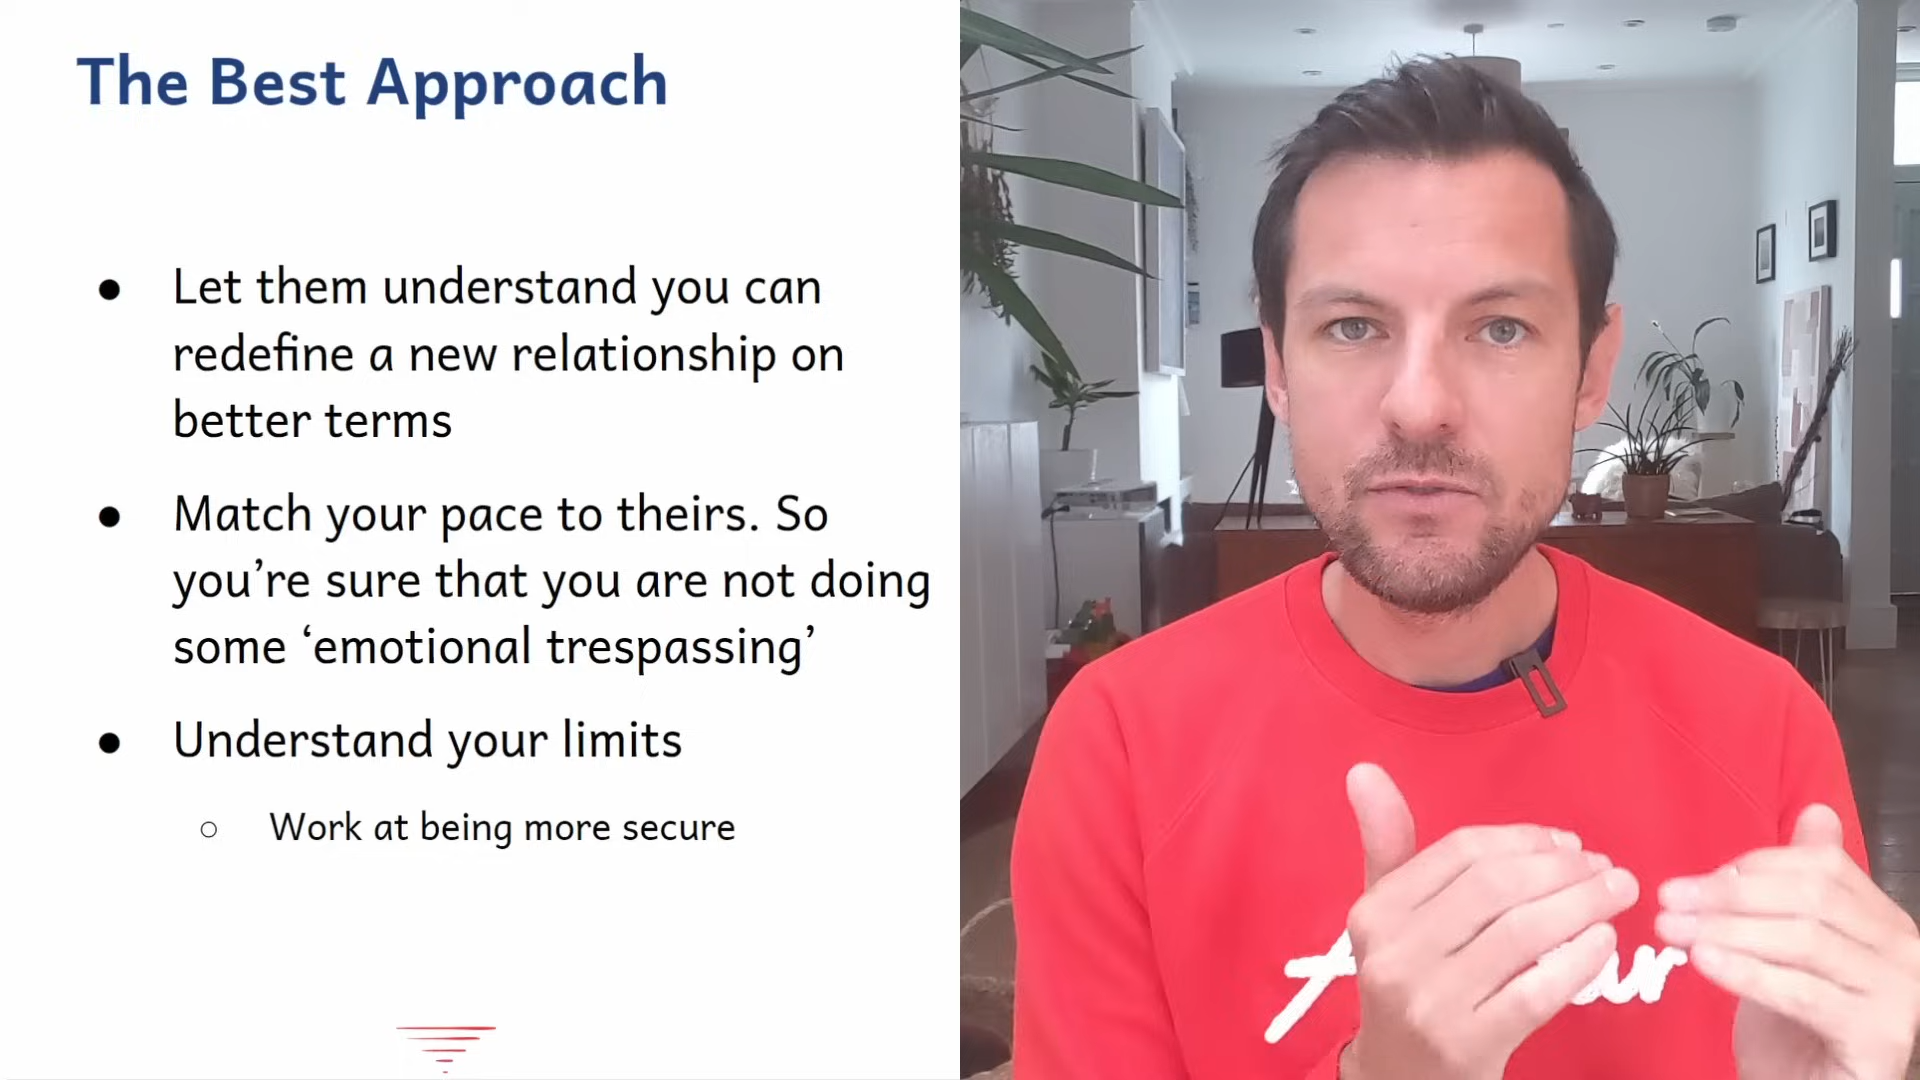 The Best Approach
● Let them understand you can
redefine a new relationship on
better terms
● Match your pace to theirs. So
you’re sure that you are not doing
some ‘emotional trespassing’
● Understand your limits
○ Work at being more secure